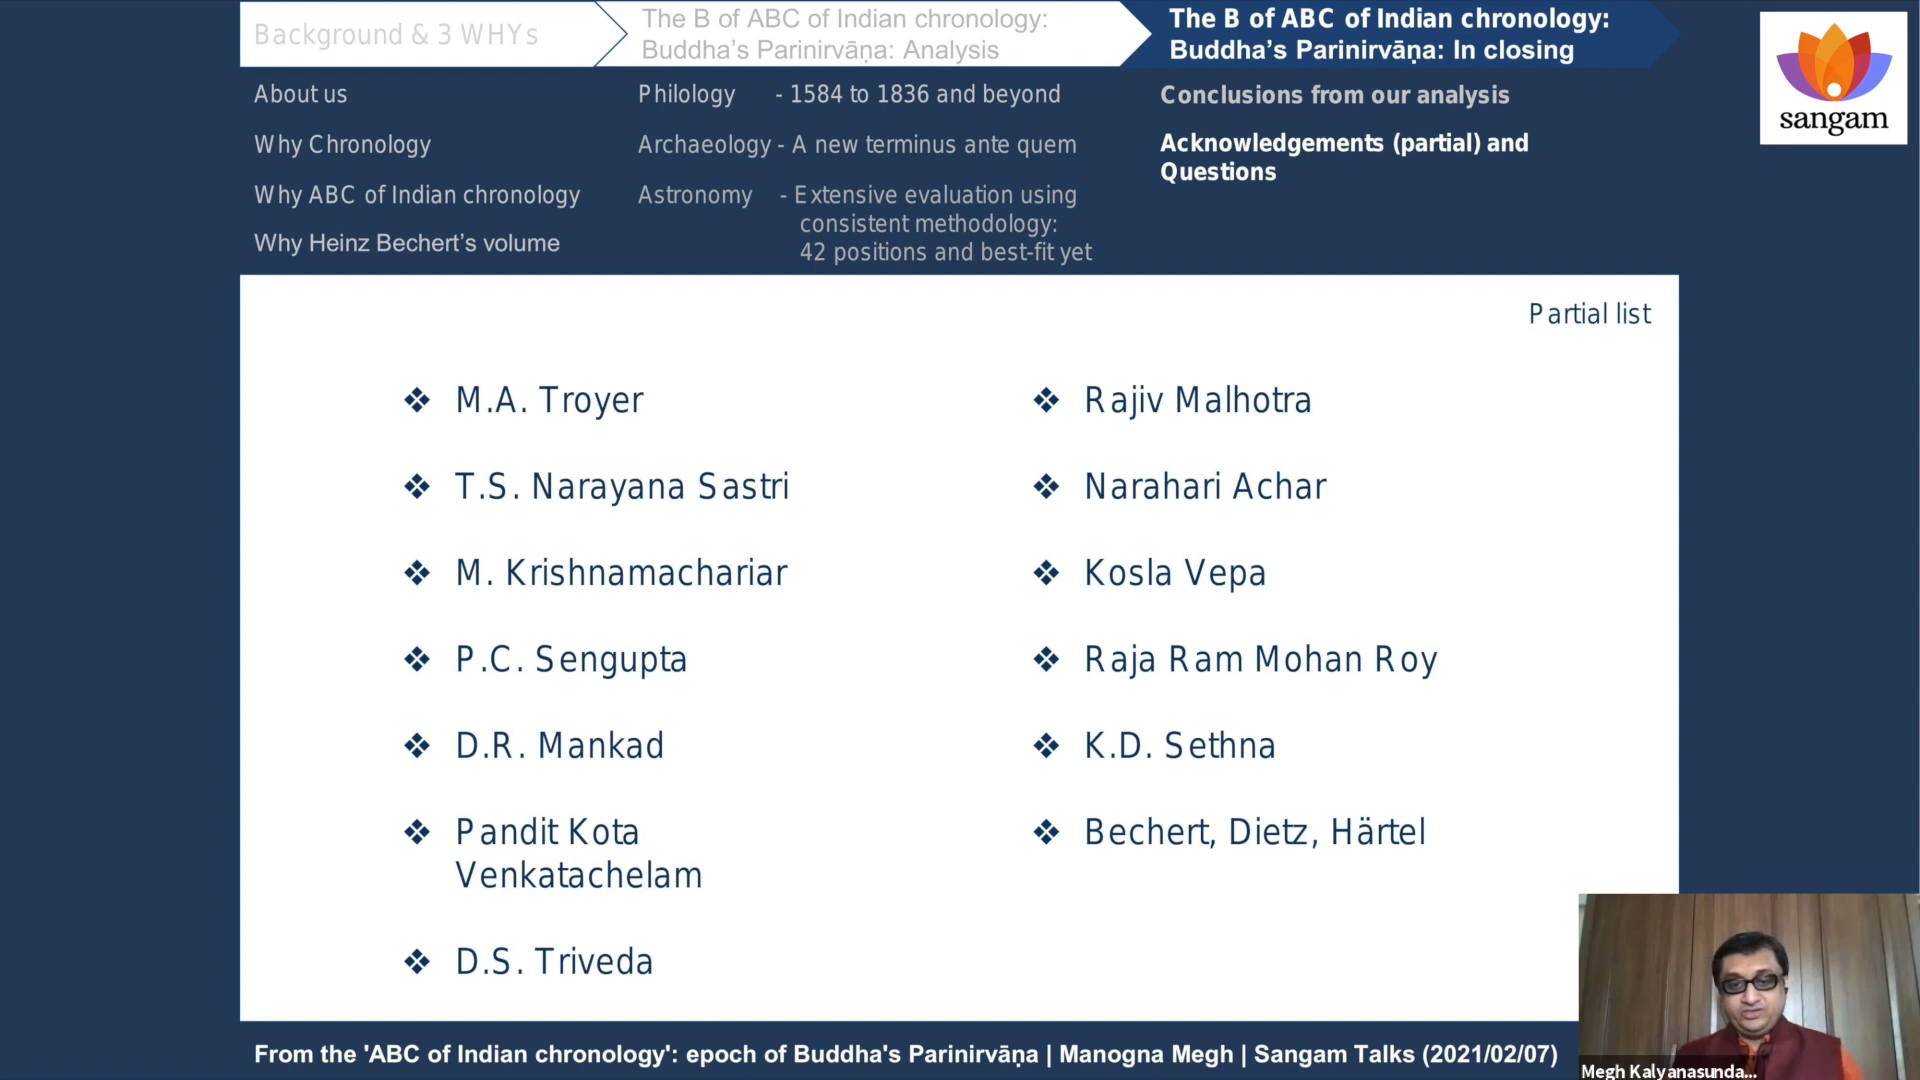 Background & 3 WHYs
The B of ABC of Indian chronology:
Buddha's Parinirvāṇa: Analysis
The B of ABC of Indian chronology:
Buddha's Parinirvāṇa: In closing
sangam
About us
Why Chronology
Why ABC of Indian chronology
Why Heinz Bechert's volume
Philology - 1584 to 1836 and beyond
Archaeology - A new terminus ante quem
Astronomy - Extensive evaluation using
consistent methodology:
42 positions and best-fit yet
Conclusions from our analysis
Acknowledgements (partial) and
Questions
Partial list
❖ M.A. Troyer
❖ T.S. Narayana Sastri
❖ M. Krishnamachariar
❖ P.C. Sengupta
❖ D.R. Mankad
❖ Pandit Kota
Venkatachelam
❖ D.S. Triveda
❖ Rajiv Malhotra
❖ Narahari Achar
❖ Kosla Vepa
❖ Raja Ram Mohan Roy
❖ K.D. Sethna
❖ Bechert, Dietz, Härtel
From the 'ABC of Indian chronology': epoch of Buddha's Parinirvāṇa | Manogna Megh | Sangam Talks (2021/02/07)
Megh Kalyanasunda...